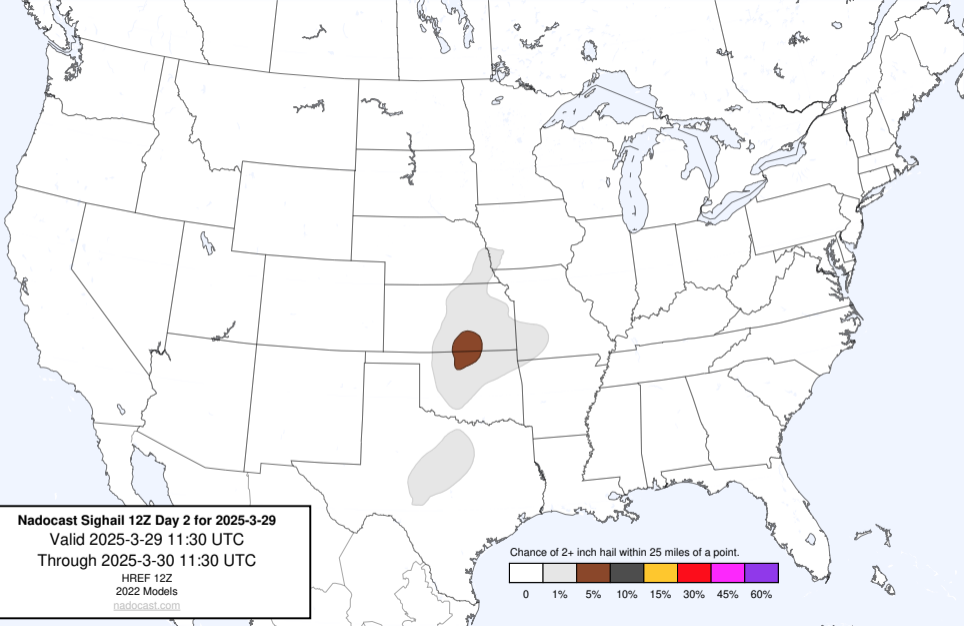 Nadocast Sighail 12Z Day 2 for 2025-3-29
Valid 2025-3-29 11:30 UTC
Through 2025-3-30 11:30 UTC
HREF 12Z
2022 Models
nadocast.com
Chance of 2+ inch hail within 25 miles of a point.
0 1% 5% 10% 15% 30% 45% 60%